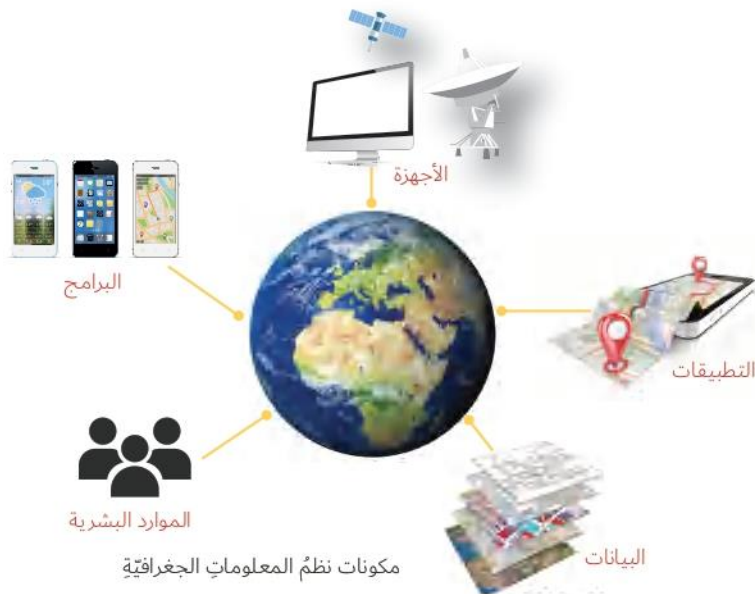 الأجهزة
البرامج
التطبيقات
الموارد البشرية
البيانات
مكونات نظمُ المعلوماتِ الجغرافيّةِ